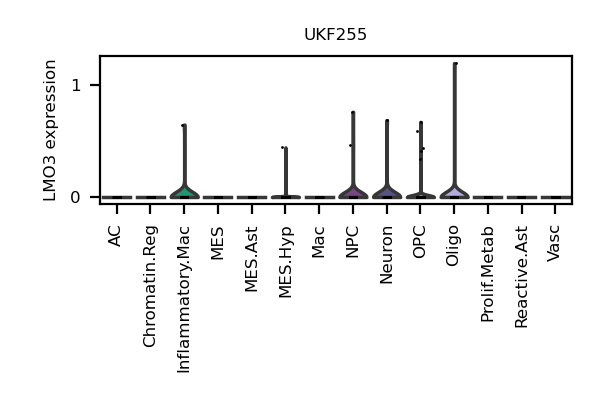 UKF255
LMO3 expression
1
0
AC
Chromatin.Reg
Inflammatory.Mac
MES
MES.Ast
MES.Hyp
Mac
NPC
Neuron
OPC
Oligo
Prolif.Metab
Reactive.Ast
Vasc